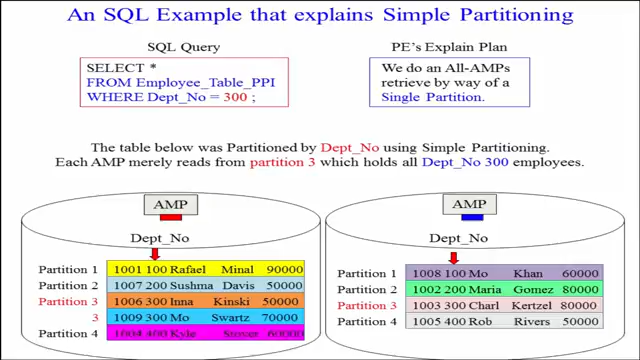 An SQL Example that explains Simple Partitioning
SQL Query
SELECT *
FROM Employee_Table_PPI
WHERE Dept_No = 300 ;
PE's Explain Plan
We do an All-AMPs
retrieve by way of a
Single Partition.
The table below was Partitioned by Dept_No using Simple Partitioning.
Each AMP merely reads from partition 3 which holds all Dept_No 300 employees.
AMP
Dept_No
Partition 1 1001 100 Rafael Minal 90000
Partition 2 1007 200 Sushma Davis 50000
Partition 3 1006 300 Inna Kinski 50000
3 1009 300 Mo Swartz 70000
Partition 4 1004 400 Kyle Stover 60000
AMP
Dept_No
Partition 1 1008 100 Mo Khan 60000
Partition 2 1002 200 Maria Gomez 80000
Partition 3 1003 300 Charl Kertzel 80000
Partition 4 1005 400 Rob Rivers 50000